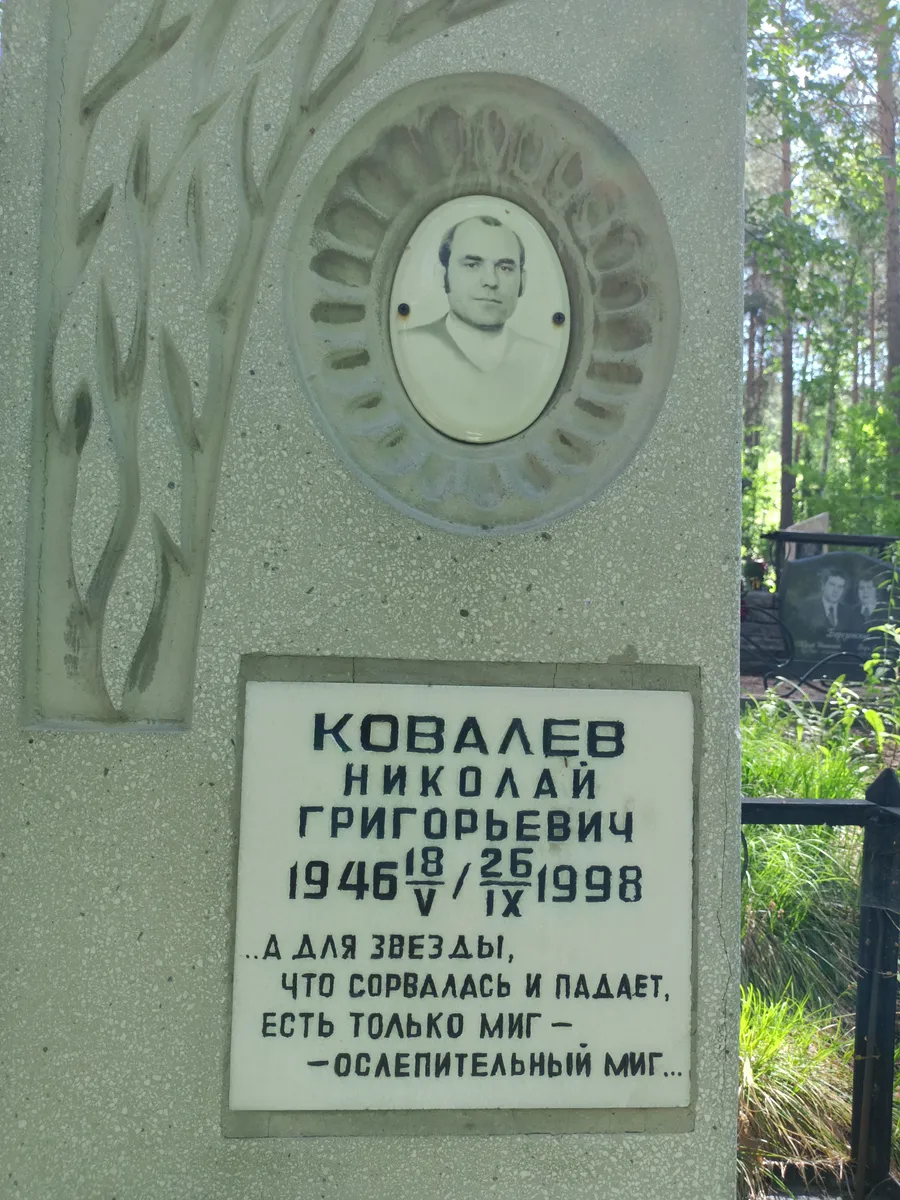 КОВАЛЕВ
НИКОЛАЙ
ГРИГОРЬЕВИЧ
1946 18/V / 26/IX 1998
..А ДЛЯ ЗВЕЗДЫ,
ЧТО СОРВАЛАСЬ И ПАДАЕТ,
ЕСТЬ ТОЛЬКО МИГ –
–ОСЛЕПИТЕЛЬНЫЙ МИГ...